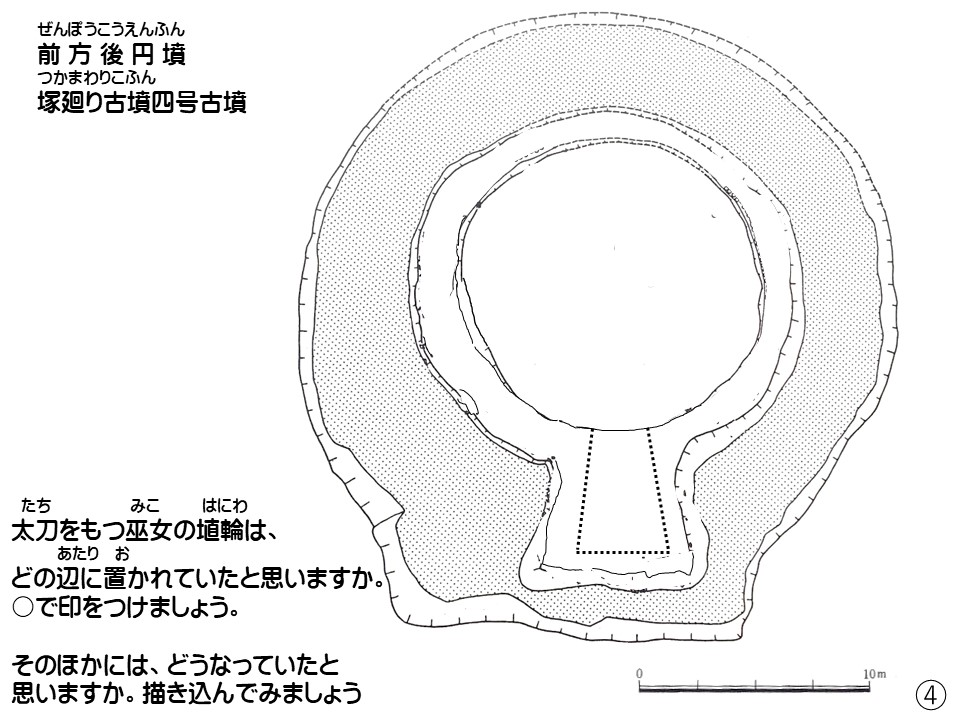 ぜんぽうこうえんふん
前方後円墳
つかまわりこふん
塚廻り古墳四号古墳
たち みこ はにわ
太刀をもつ巫女の埴輪は、
あたり お
どの辺に置かれていたと思いますか。
○で印をつけましょう。
そのほかには、どうなっていたと
思いますか。描き込んでみましょう
0 10m
④